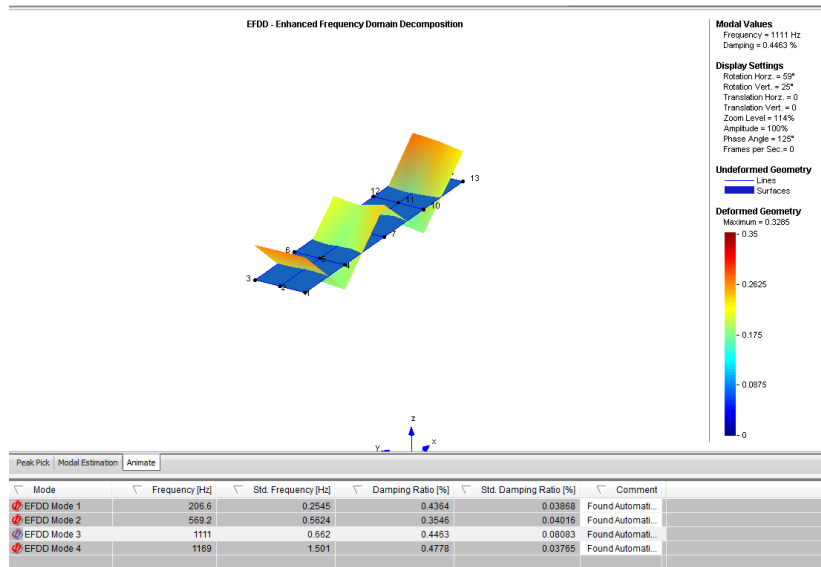 EFDD - Enhanced Frequency Domain Decomposition
Modal Values
Frequency = 1111 Hz
Damping = 0.4463 %
Display Settings
Rotation Horz. = 59°
Rotation Vert. = 25°
Translation Horz. = 0
Translation Vert. = 0
Zoom Level = 114%
Amplitude = 100%
Phase Angle = 125°
Frames per Sec.= 0
Undeformed Geometry
Lines
Surfaces
Deformed Geometry
Maximum = 0.3285
0.35
0.2625
0.175
0.0875
0
13
12
11
10
7
6
5
4
3
2
1
z
y
x
Peak Pick Modal Estimation Animate
Mode Frequency [Hz] Std. Frequency [Hz] Damping Ratio [%] Std. Damping Ratio [%] Comment
EFDD Mode 1 206.6 0.2545 0.4364 0.03868 Found Automati...
EFDD Mode 2 569.2 0.5624 0.3546 0.04016 Found Automati...
EFDD Mode 3 1111 0.662 0.4463 0.08083 Found Automati...
EFDD Mode 4 1169 1.501 0.4778 0.03765 Found Automati...